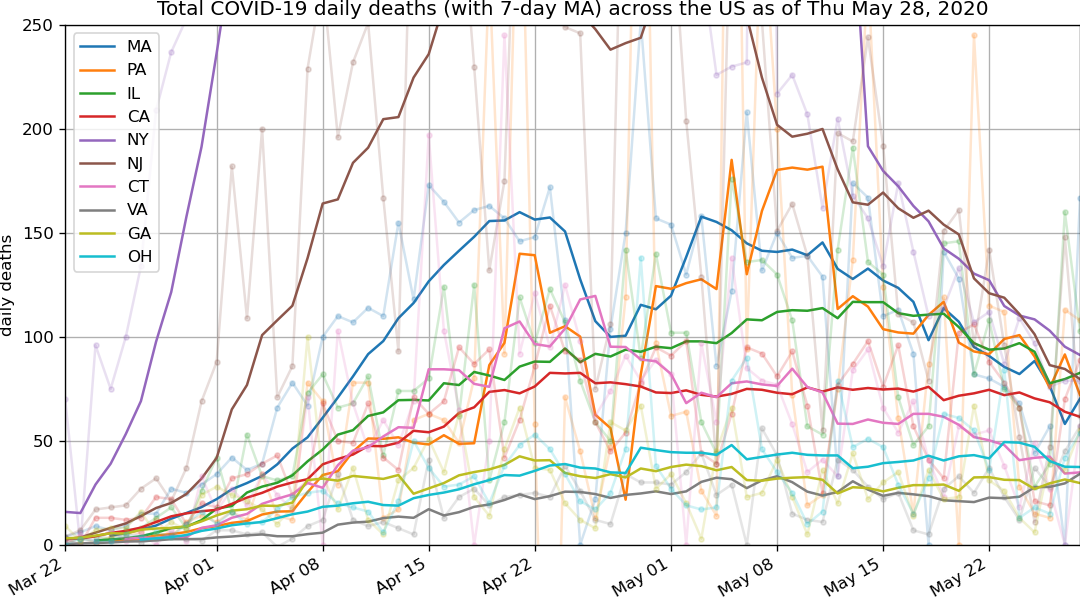 Total COVID-19 daily deaths (with 7-day MA) across the US as of Thu May 28, 2020
daily deaths
250
200
150
100
50
0
MA
PA
IL
CA
NY
NJ
CT
VA
GA
OH
Mar 22
Apr 01
Apr 08
Apr 15
Apr 22
May 01
May 08
May 15
May 22